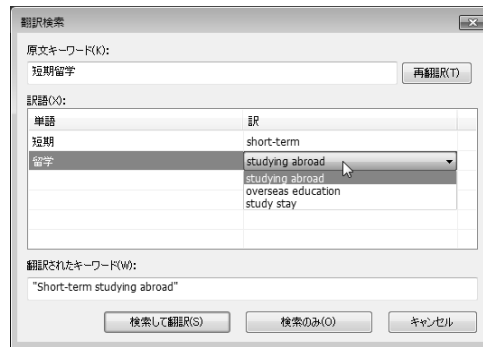 翻訳検索
原文キーワード(K):
短期留学
再翻訳(T)
訳語(X):
単語 訳
短期 short-term
留学 studying abroad
studying abroad
overseas education
study stay
翻訳されたキーワード(W):
"Short-term studying abroad"
検索して翻訳(S) 検索のみ(O) キャンセル